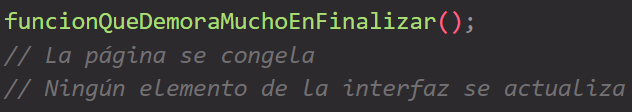 funcionQueDemoraMuchoEnFinalizar();
// La página se congela
// Ningún elemento de la interfaz se actualiza